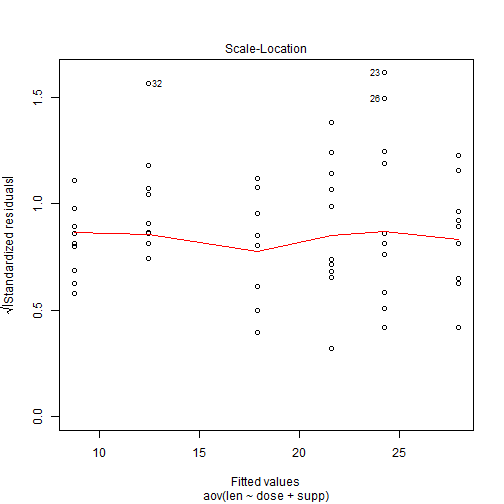 Scale-Location
√|Standardized residuals|
1.5
1.0
0.5
0.0
32
23
26
10
15
20
25
Fitted values
aov(len ~ dose + supp)